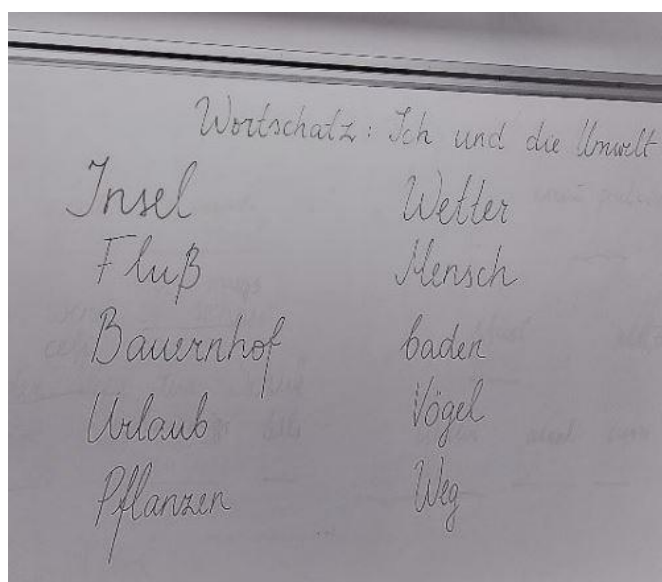 Wortschatz: Ich und die Umwelt
Insel
Fluß
Bauernhof
Urlaub
Pflanzen
Wetter
Mensch
baden
Vögel
Weg